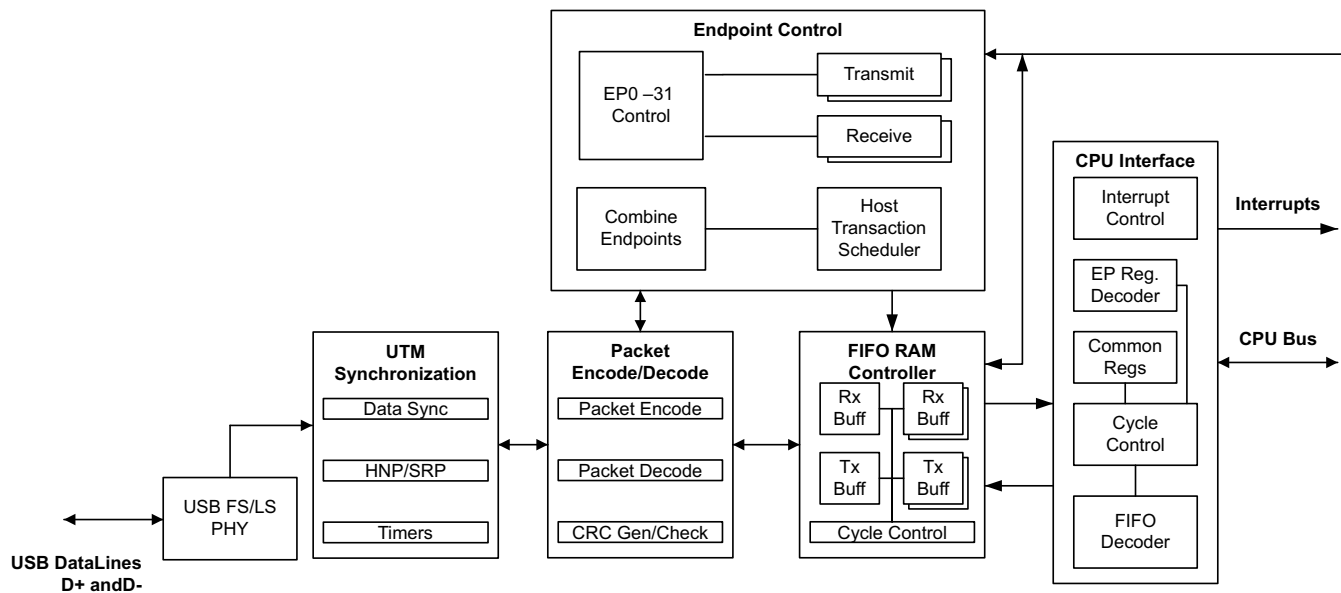 Endpoint Control
EP0 –31
Control
Transmit
Receive
Combine
Endpoints
Host
Transaction
Scheduler
CPU Interface
Interrupt
Control
EP Reg.
Decoder
Common
Regs
Cycle
Control
FIFO
Decoder
Interrupts
CPU Bus
UTM
Synchronization
Data Sync
HNP/SRP
Timers
Packet
Encode/Decode
Packet Encode
Packet Decode
CRC Gen/Check
FIFO RAM
Controller
Rx
Buff
Rx
Buff
Tx
Buff
Tx
Buff
Cycle Control
USB FS/LS
PHY
USB DataLines
D+ andD-